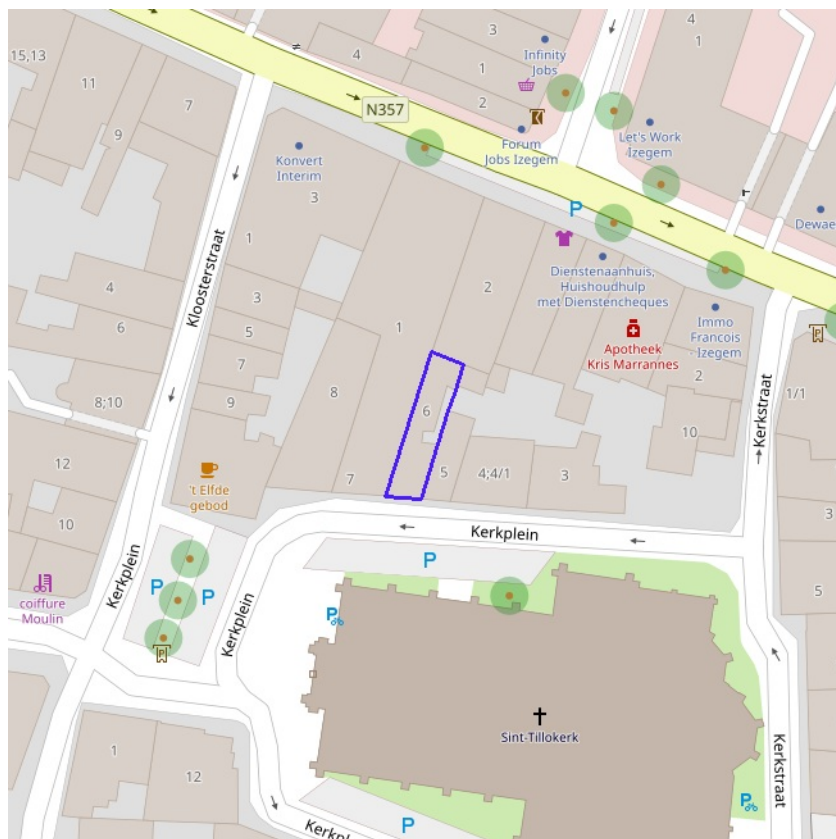 15,13
11
7
9
4
3
1
2
Infinity
Jobs
4
1
N357
Forum
Jobs Izegem
Let's Work
Izegem
Konvert
Interim
3
1
P
Dewae
Kloosterstraat
3
5
7
9
4
6
8;10
2
1
8
6
Dienstenaanhuis,
Huishoudhulp
met Dienstencheques
Apotheek
Kris Marrannes
Immo
Francois
- Izegem
2
10
Kerkstraat
1/1
3
5
12
10
't Elfde
gebod
7
5
4;4/1
3
Kerkplein
P
coiffure
Moulin
Kerkplein
P
P
P
Kerkplein
P
Sint-Tillokerk
Kerkstraat
1
12
P
P
Kerkpl